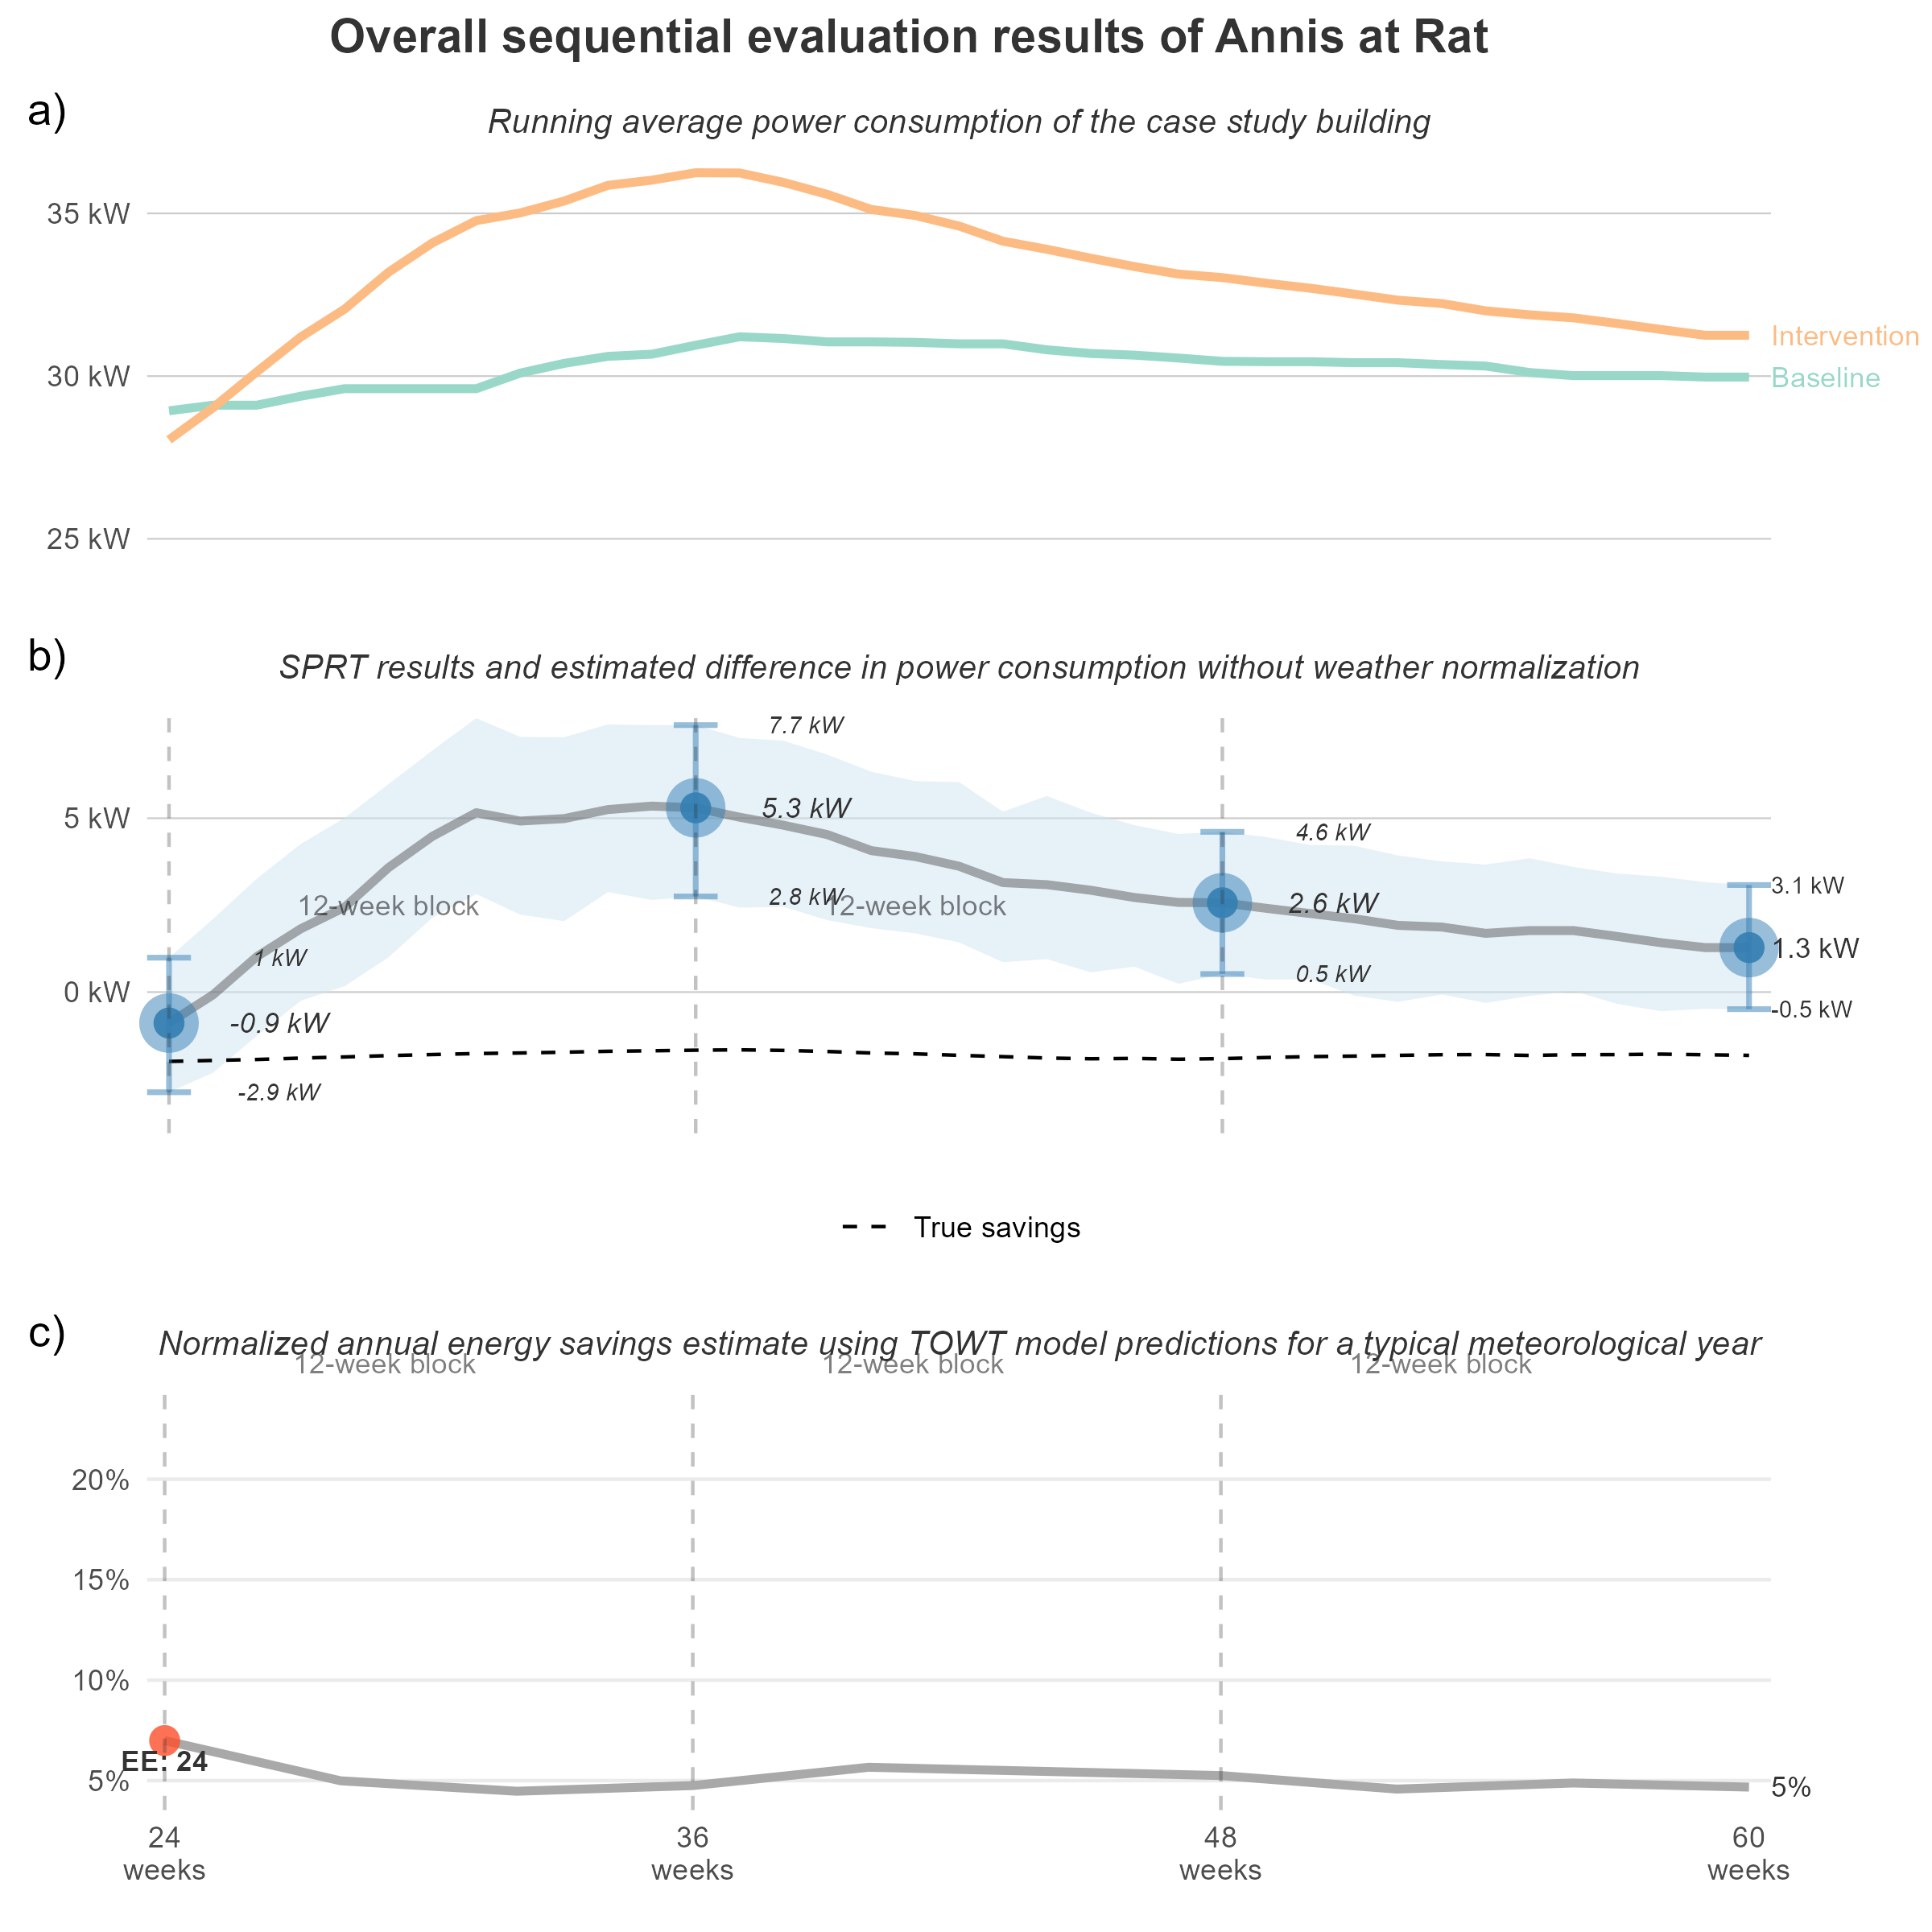 Overall sequential evaluation results of Annis at Rat
a)
Running average power consumption of the case study building
35 kW
30 kW
25 kW
Intervention
Baseline
b)
SPRT results and estimated difference in power consumption without weather normalization
7.7 kW
5 kW
5.3 kW
4.6 kW
12-week block
2.8 kW
12-week block
2.6 kW
3.1 kW
1 kW
1.3 kW
0 kW
0.5 kW
-0.5 kW
-0.9 kW
-2.9 kW
True savings
c)
Normalized annual energy savings estimate using TOWT model predictions for a typical meteorological year
12-week block
12-week block
12-week block
20%
15%
10%
EE: 24
5%
5%
24
weeks
36
weeks
48
weeks
60
weeks